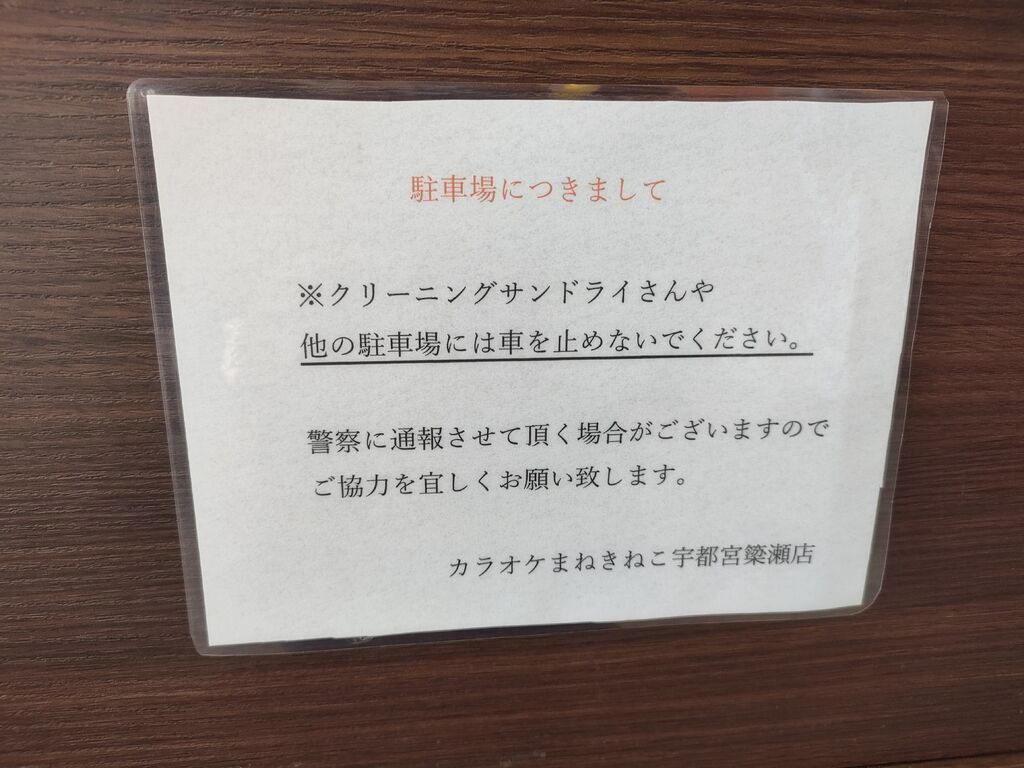 駐車場につきまして
※クリーニングサンドライさんや
他の駐車場には車を止めないでください。
警察に通報させて頂く場合がございますので
ご協力を宜しくお願い致します。
カラオケまねきねこ宇都宮簗瀬店